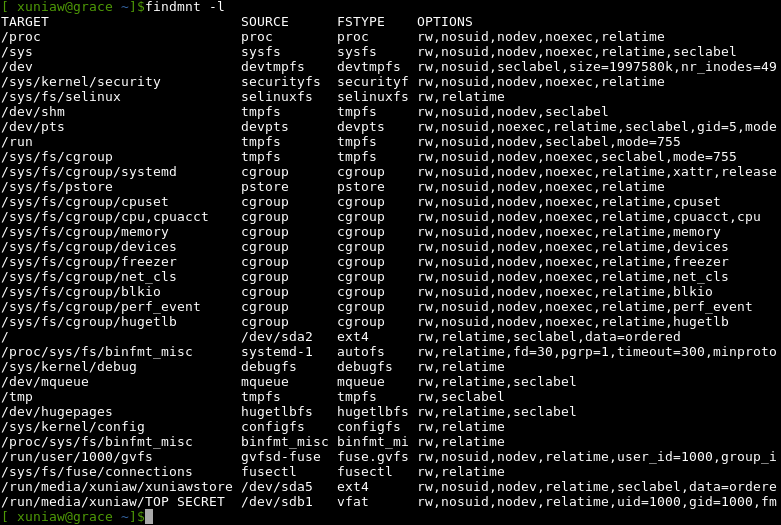 [ xuniaw@grace ~]$findmnt -l
TARGET SOURCE FSTYPE OPTIONS
/proc proc proc rw,nosuid,nodev,noexec,relatime
/sys sysfs sysfs rw,nosuid,nodev,noexec,relatime,seclabel
/dev devtmpfs devtmpfs rw,nosuid,seclabel,size=1997580k,nr_inodes=49
/sys/kernel/security securityfs securityf rw,nosuid,nodev,noexec,relatime
/sys/fs/selinux selinuxfs selinuxfs rw,relatime
/dev/shm tmpfs tmpfs rw,nosuid,nodev,seclabel
/dev/pts devpts devpts rw,nosuid,noexec,relatime,seclabel,gid=5,mode
/run tmpfs tmpfs rw,nosuid,nodev,seclabel,mode=755
/sys/fs/cgroup tmpfs tmpfs rw,nosuid,nodev,noexec,seclabel,mode=755
/sys/fs/cgroup/systemd cgroup cgroup rw,nosuid,nodev,noexec,relatime,xattr,release
/sys/fs/pstore pstore pstore rw,nosuid,nodev,noexec,relatime
/sys/fs/cgroup/cpuset cgroup cgroup rw,nosuid,nodev,noexec,relatime,cpuset
/sys/fs/cgroup/cpu,cpuacct cgroup cgroup rw,nosuid,nodev,noexec,relatime,cpuacct,cpu
/sys/fs/cgroup/memory cgroup cgroup rw,nosuid,nodev,noexec,relatime,memory
/sys/fs/cgroup/devices cgroup cgroup rw,nosuid,nodev,noexec,relatime,devices
/sys/fs/cgroup/freezer cgroup cgroup rw,nosuid,nodev,noexec,relatime,freezer
/sys/fs/cgroup/net_cls cgroup cgroup rw,nosuid,nodev,noexec,relatime,net_cls
/sys/fs/cgroup/blkio cgroup cgroup rw,nosuid,nodev,noexec,relatime,blkio
/sys/fs/cgroup/perf_event cgroup cgroup rw,nosuid,nodev,noexec,relatime,perf_event
/sys/fs/cgroup/hugetlb cgroup cgroup rw,nosuid,nodev,noexec,relatime,hugetlb
/ /dev/sda2 ext4 rw,relatime,seclabel,data=ordered
/proc/sys/fs/binfmt_misc systemd-1 autofs rw,relatime,fd=30,pgrp=1,timeout=300,minproto
/sys/kernel/debug debugfs debugfs rw,relatime
/dev/mqueue mqueue mqueue rw,relatime,seclabel
/tmp tmpfs tmpfs rw,seclabel
/dev/hugepages hugetlbfs hugetlbfs rw,relatime,seclabel
/sys/kernel/config configfs configfs rw,relatime
/proc/sys/fs/binfmt_misc binfmt_misc binfmt_mi rw,relatime
/run/user/1000/gvfs gvfsd-fuse fuse.gvfs rw,nosuid,nodev,relatime,user_id=1000,group_i
/sys/fs/fuse/connections fusectl fusectl rw,relatime
/run/media/xuniaw/xuniawstore /dev/sda5 ext4 rw,nosuid,nodev,relatime,seclabel,data=ordere
/run/media/xuniaw/TOP SECRET /dev/sdb1 vfat rw,nosuid,nodev,relatime,uid=1000,gid=1000,fm
[ xuniaw@grace ~]$